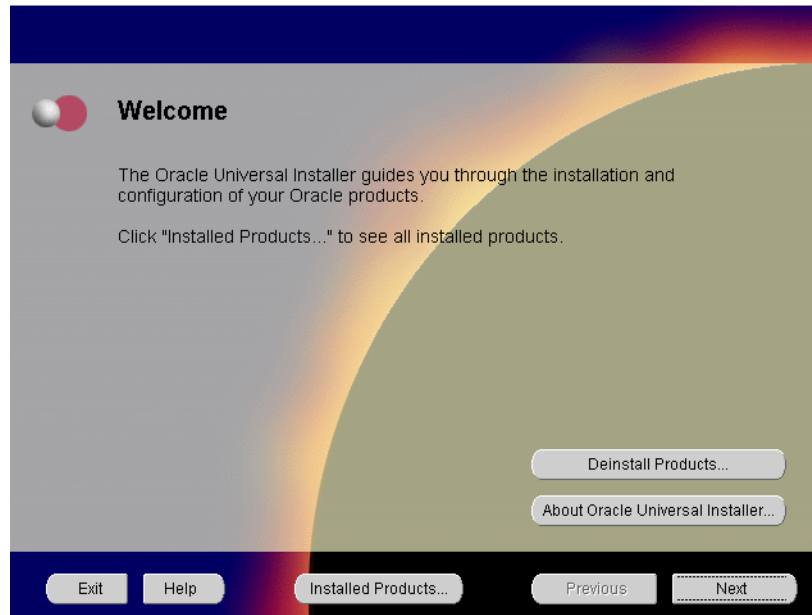 Welcome
The Oracle Universal Installer guides you through the installation and
configuration of your Oracle products.
Click "Installed Products..." to see all installed products.
Deinstall Products...
About Oracle Universal Installer...
Exit
Help
Installed Products...
Previous
Next